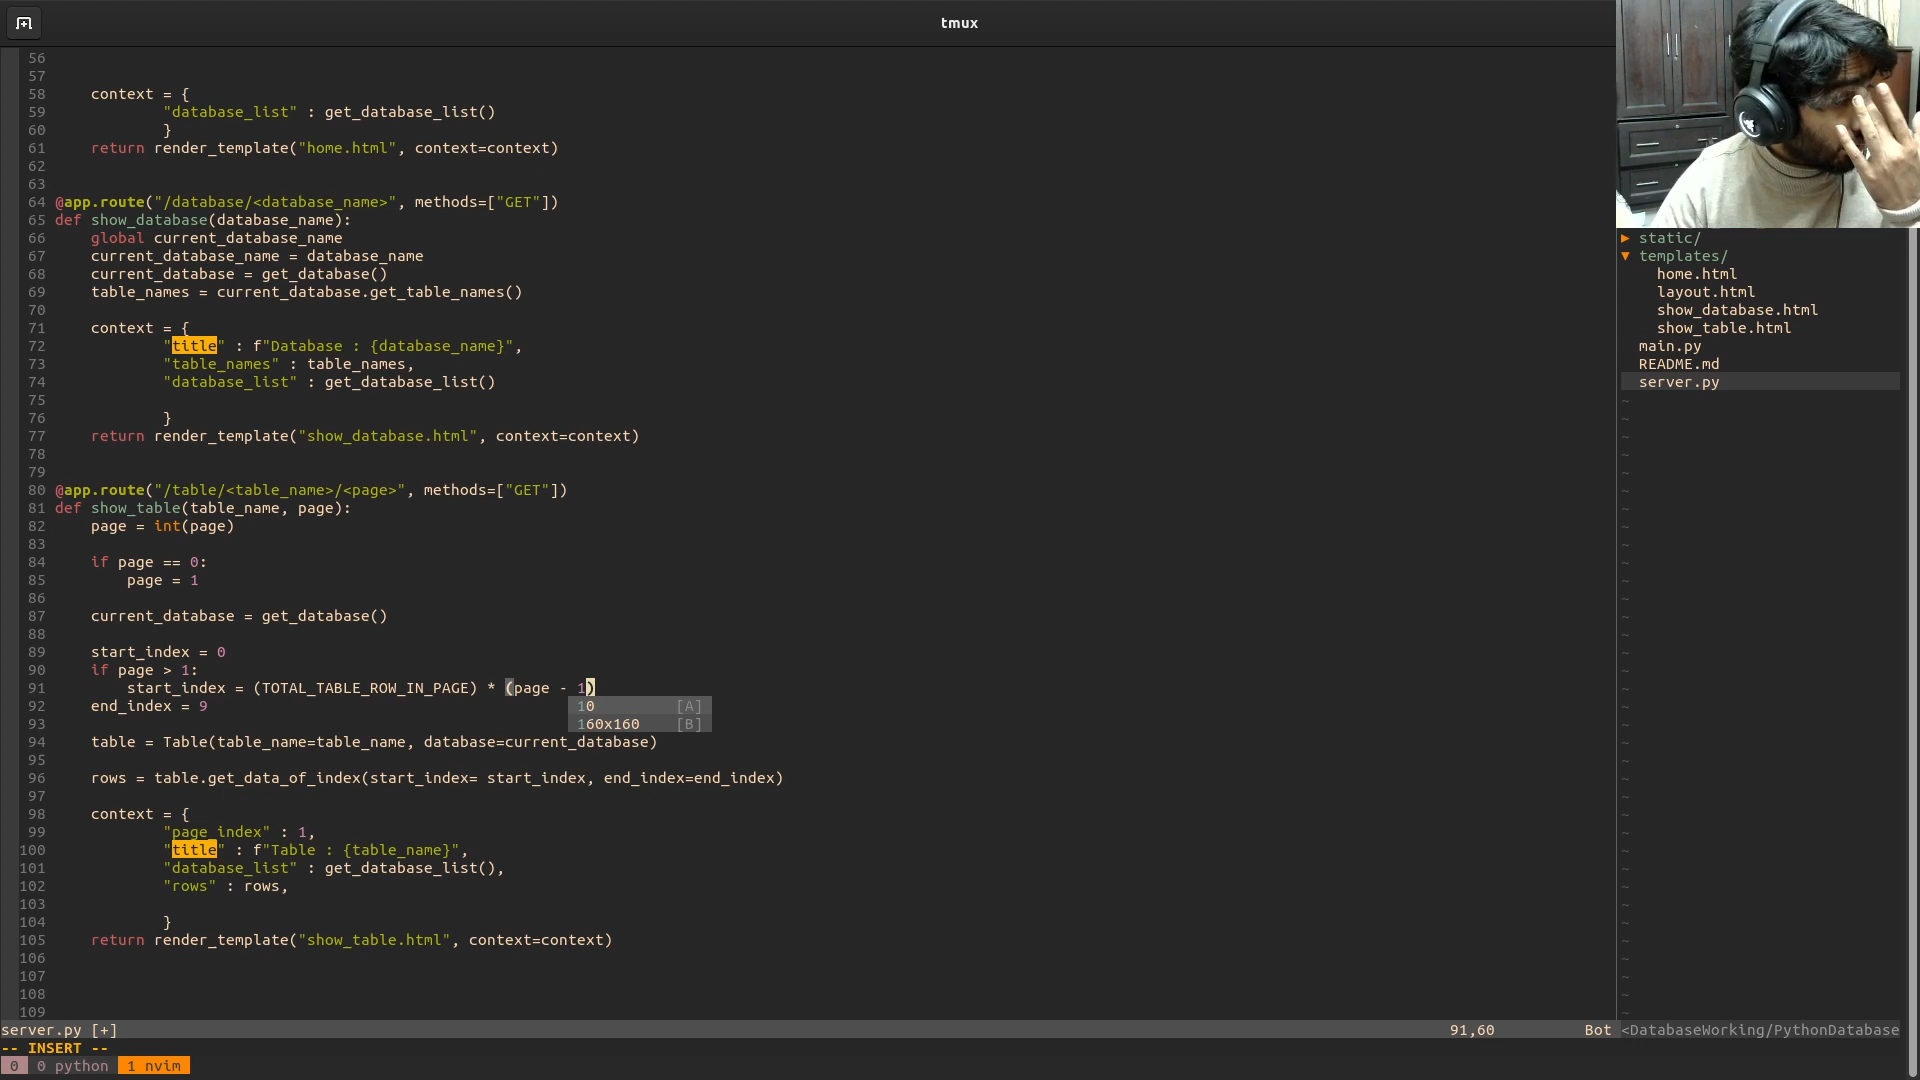 tmux
56
57
58 context = {
59 "database_list" : get_database_list()
60 }
61 return render_template("home.html", context=context)
62
63
64 @app.route("/database/<database_name>", methods=["GET"])
65 def show_database(database_name):
66 global current_database_name
67 current_database_name = database_name
68 current_database = get_database()
69 table_names = current_database.get_table_names()
70
71 context = {
72 "title" : f"Database : {database_name}",
73 "table_names" : table_names,
74 "database_list" : get_database_list()
75
76 }
77 return render_template("show_database.html", context=context)
78
79
80 @app.route("/table/<table_name>/<page>", methods=["GET"])
81 def show_table(table_name, page):
82 page = int(page)
83
84 if page == 0:
85 page = 1
86
87 current_database = get_database()
88
89 start_index = 0
90 if page > 1:
91 start_index = (TOTAL_TABLE_ROW_IN_PAGE) * (page - 1)
92 end_index = 9
10 [A]
93
160x160 [B]
94 table = Table(table_name=table_name, database=current_database)
95
96 rows = table.get_data_of_index(start_index= start_index, end_index=end_index)
97
98 context = {
99 "page_index" : 1,
100 "title" : f"Table : {table_name}",
101 "database_list" : get_database_list(),
102 "rows" : rows,
103
104 }
105 return render_template("show_table.html", context=context)
106
107
108
109
▶ static/
▼ templates/
home.html
layout.html
show_database.html
show_table.html
main.py
README.md
server.py
server.py [+] 91,60 Bot <DatabaseWorking/PythonDatabase
-- INSERT --
0 0 python 1 nvim